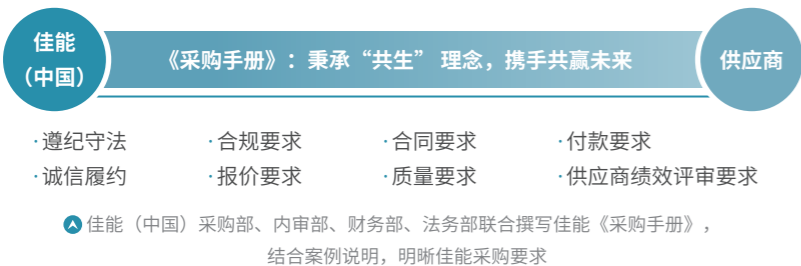 佳能
（中国）
《采购手册》：秉承“共生” 理念，携手共赢未来
供应商
·遵纪守法 ·合规要求 ·合同要求 ·付款要求
·诚信履约 ·报价要求 ·质量要求 ·供应商绩效评审要求
佳能（中国）采购部、内审部、财务部、法务部联合撰写佳能《采购手册》，
结合案例说明，明晰佳能采购要求